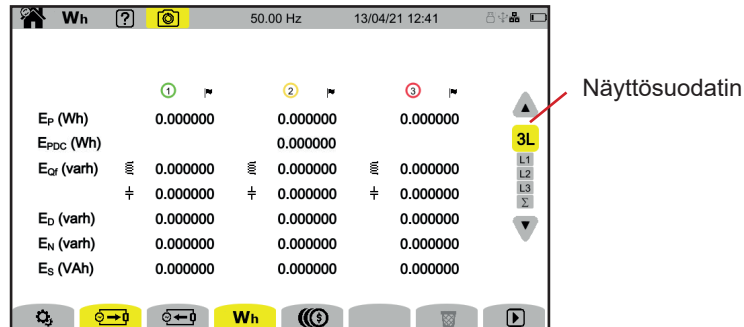 Wh ? 50.00 Hz 13/04/21 12:41
1 2 3
Näyttösuodatin
EP (Wh) 0.000000 0.000000 0.000000
3L
EPDC (Wh) 0.000000
L1
EQf (varh) 0.000000 0.000000 0.000000
L2
L3
0.000000 0.000000 0.000000
Σ
ED (varh) 0.000000 0.000000 0.000000
EN (varh) 0.000000 0.000000 0.000000
ES (VAh) 0.000000 0.000000 0.000000
Wh